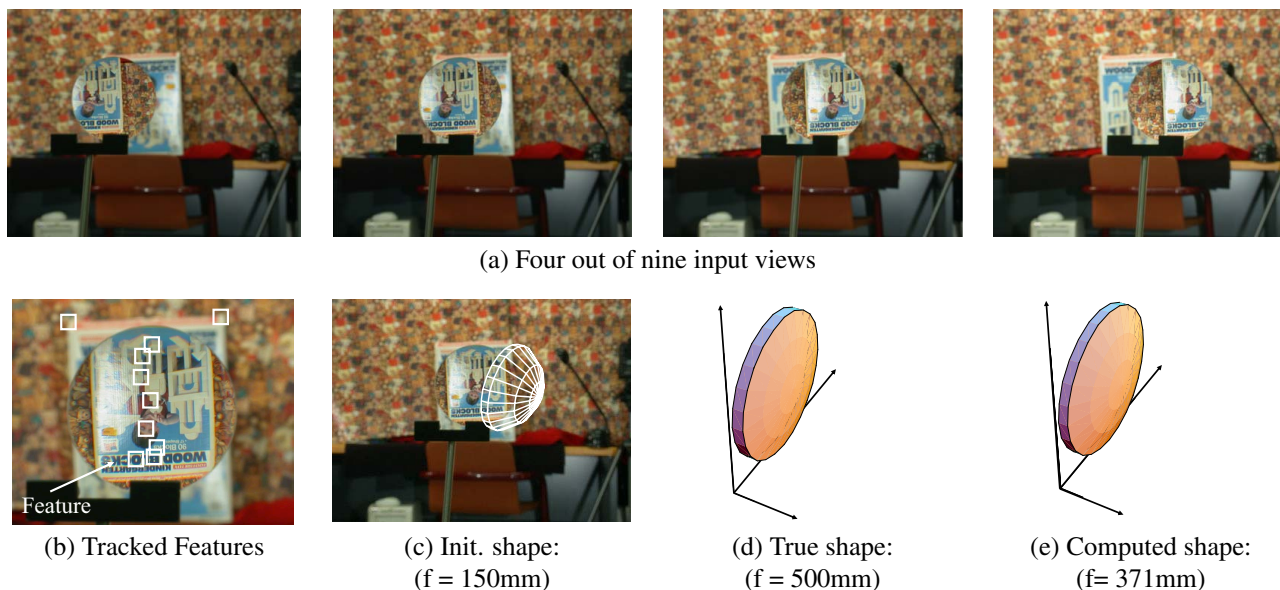 (a) Four out of nine input views
Feature
WOOD BLOCKS
KINDERGARTEN
(b) Tracked Features
(c) Init. shape:
(f = 150mm)
(d) True shape:
(f = 500mm)
(e) Computed shape:
(f= 371mm)